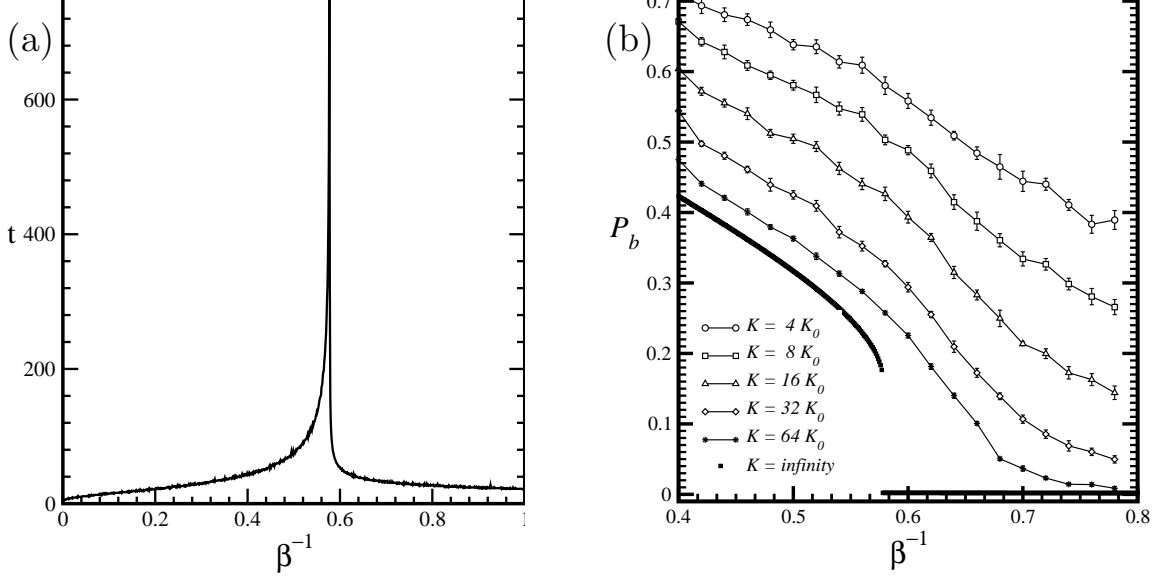 (a)
600
t 400
200
0
0 0.2 0.4 0.6 0.8 1
β⁻¹
(b)
0.7
0.6
0.5
0.4
P_b
0.3
0.2
0.1
0
K = 4 K_0
K = 8 K_0
K = 16 K_0
K = 32 K_0
K = 64 K_0
K = infinity
0.4 0.5 0.6 0.7 0.8
β⁻¹